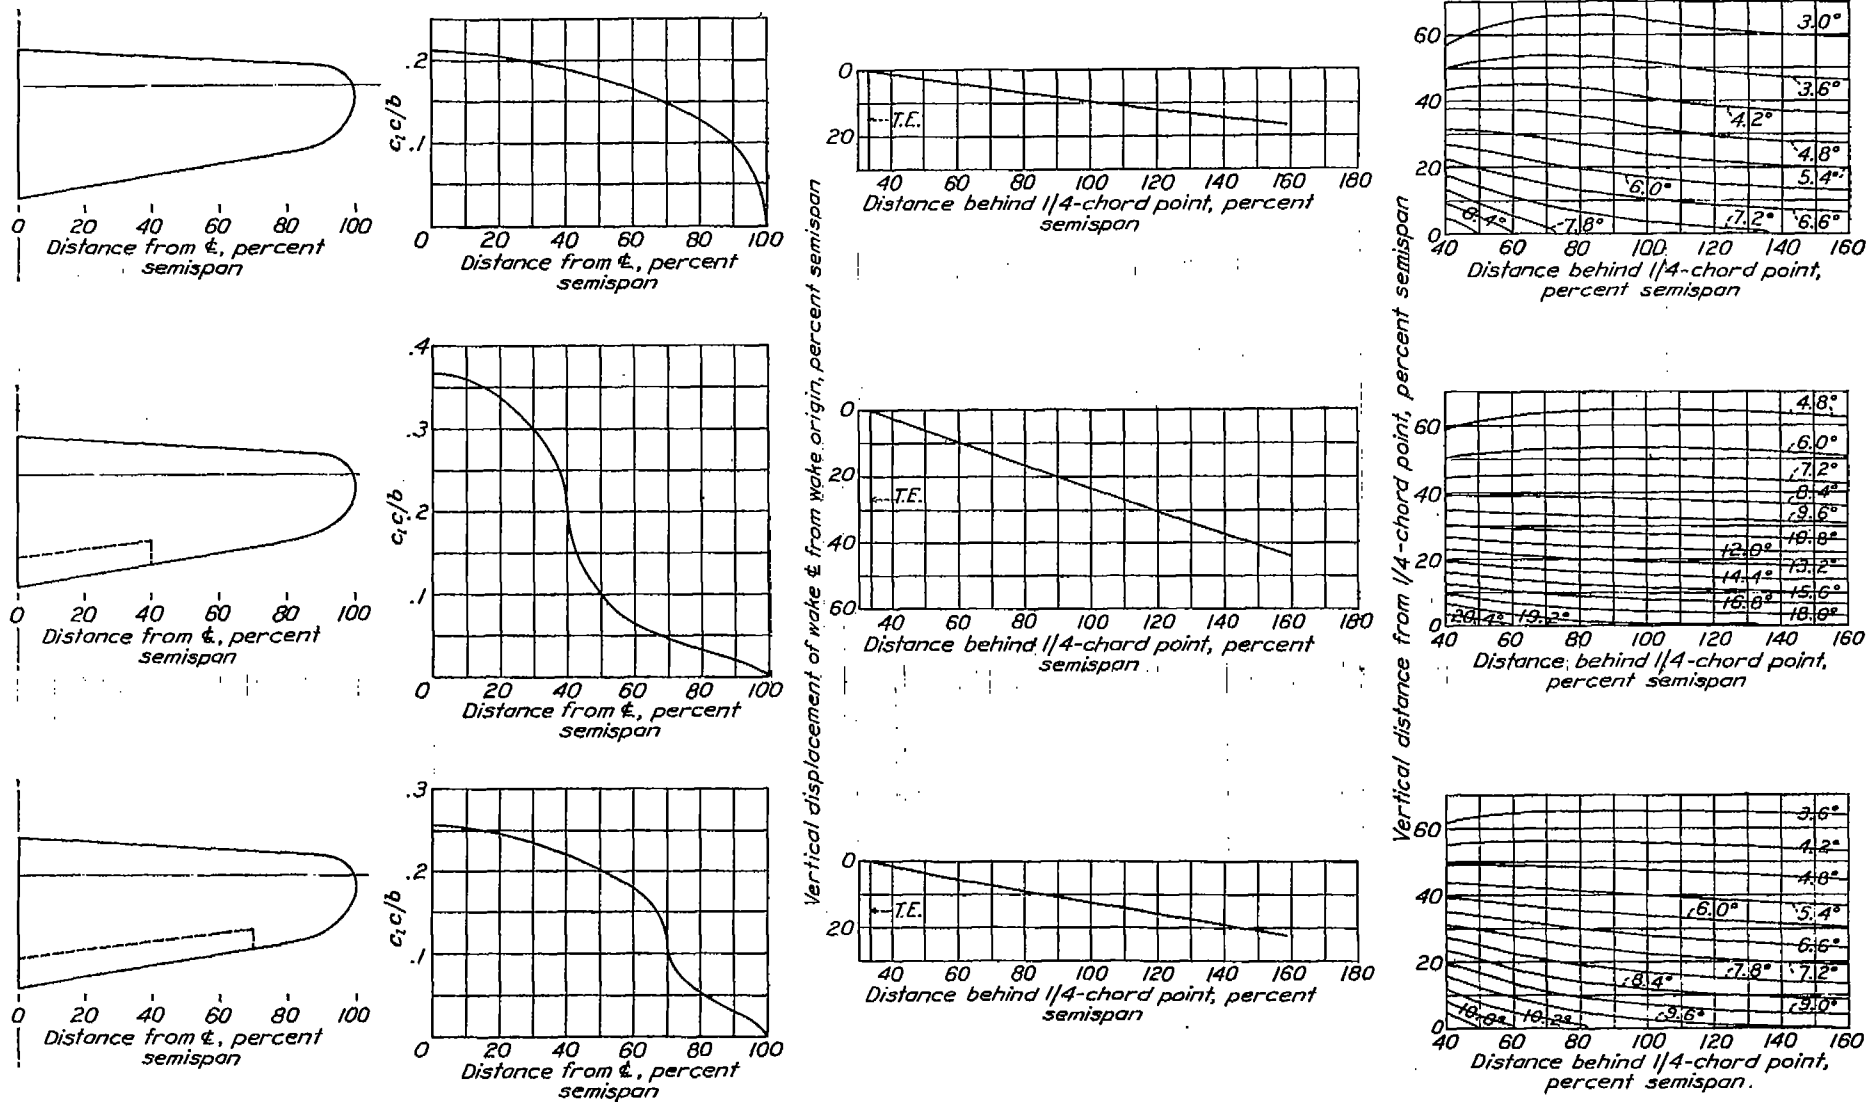 0 20 40 60 80 100
Distance from ℄, percent
semispan
.2
.1
c₁c/b
0 20 40 60 80 100
Distance from ℄, percent
semispan
0
20
T.E.
40 60 80 100 120 140 160 180
Distance behind 1/4-chord point, percent
semispan
60
40
20
0
3.0°
3.6°
4.2°
4.8°
5.4°
6.0°
6.6°
7.2°
7.8°
8.4°
40 60 80 100 120 140 160
Distance behind 1/4-chord point,
percent semispan
0 20 40 60 80 100
Distance from ℄, percent
semispan
.4
.3
.2
.1
c₁c/b
0 20 40 60 80 100
Distance from ℄, percent
semispan
Vertical displacement of wake ℄ from wake origin, percent semispan
0
20
40
60
T.E.
40 60 80 100 120 140 160 180
Distance behind 1/4-chord point, percent
semispan
Vertical distance from 1/4-chord point, percent semispan
60
40
20
0
4.8°
6.0°
7.2°
8.4°
9.6°
10.8°
12.0°
13.2°
14.4°
15.6°
16.8°
18.0°
19.2°
20.4°
40 60 80 100 120 140 160
Distance behind 1/4-chord point,
percent semispan
0 20 40 60 80 100
Distance from ℄, percent
semispan
.3
.2
.1
c₁c/b
0 20 40 60 80 100
Distance from ℄, percent
semispan
0
20
T.E.
40 60 80 100 120 140 160 180
Distance behind 1/4-chord point, percent
semispan
60
40
20
0
3.6°
4.2°
4.8°
5.4°
6.0°
6.6°
7.2°
7.8°
8.4°
9.0°
9.6°
10.2°
40 60 80 100 120 140 160
Distance behind 1/4-chord point,
percent semispan.